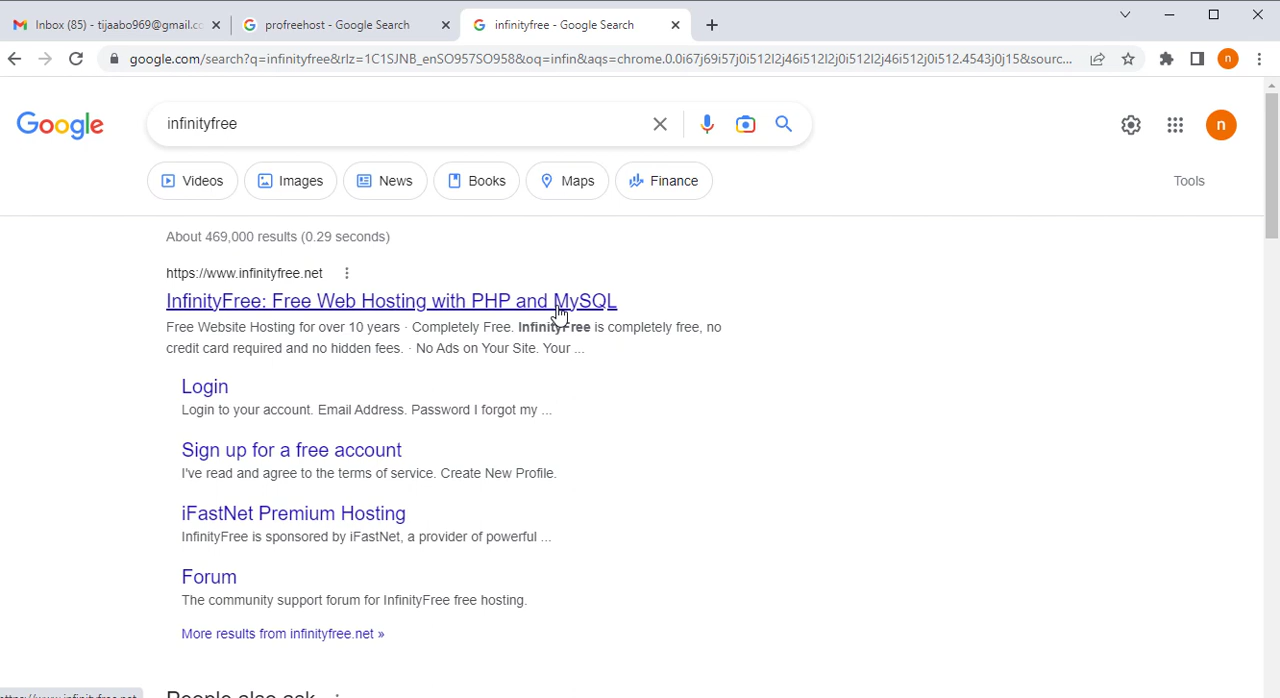 Inbox (85) - tijaabo969@gmail.co
profreehost - Google Search
infinityfree - Google Search
google.com/search?q=infinityfree&rlz=1C1SJNB_enSO957SO958&oq=infin&aqs=chrome.0.0i67j69i57j0i512l2j46i512l2j0i512l2j46i512j0i512.4543j0j15&sourc...
n
Google
infinityfree
n
Videos
Images
News
Books
Maps
Finance
Tools
About 469,000 results (0.29 seconds)
https://www.infinityfree.net
InfinityFree: Free Web Hosting with PHP and MySQL
Free Website Hosting for over 10 years · Completely Free. InfinityFree is completely free, no
credit card required and no hidden fees. · No Ads on Your Site. Your ...
Login
Login to your account. Email Address. Password I forgot my ...
Sign up for a free account
I've read and agree to the terms of service. Create New Profile.
iFastNet Premium Hosting
InfinityFree is sponsored by iFastNet, a provider of powerful ...
Forum
The community support forum for InfinityFree free hosting.
More results from infinityfree.net »
https://www.infinityfree.net
People also ask